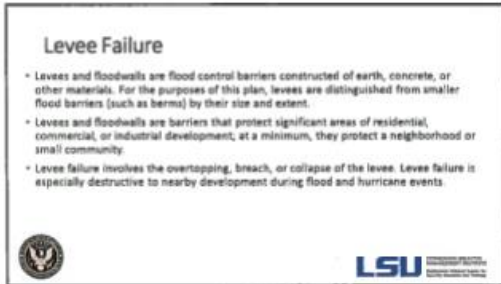 Levee Failure
• Levees and floodwalls are flood control barriers constructed of earth, concrete, or
other materials. For the purposes of this plan, levees are distinguished from smaller
flood barriers (such as berms) by their size and extent.
• Levees and floodwalls are barriers that protect significant areas of residential,
commercial, or industrial development; at a minimum, they protect a neighborhood or
small community.
• Levee failure involves the overtopping, breach, or collapse of the levee. Levee failure is
especially destructive to nearby development during flood and hurricane events.
LSU